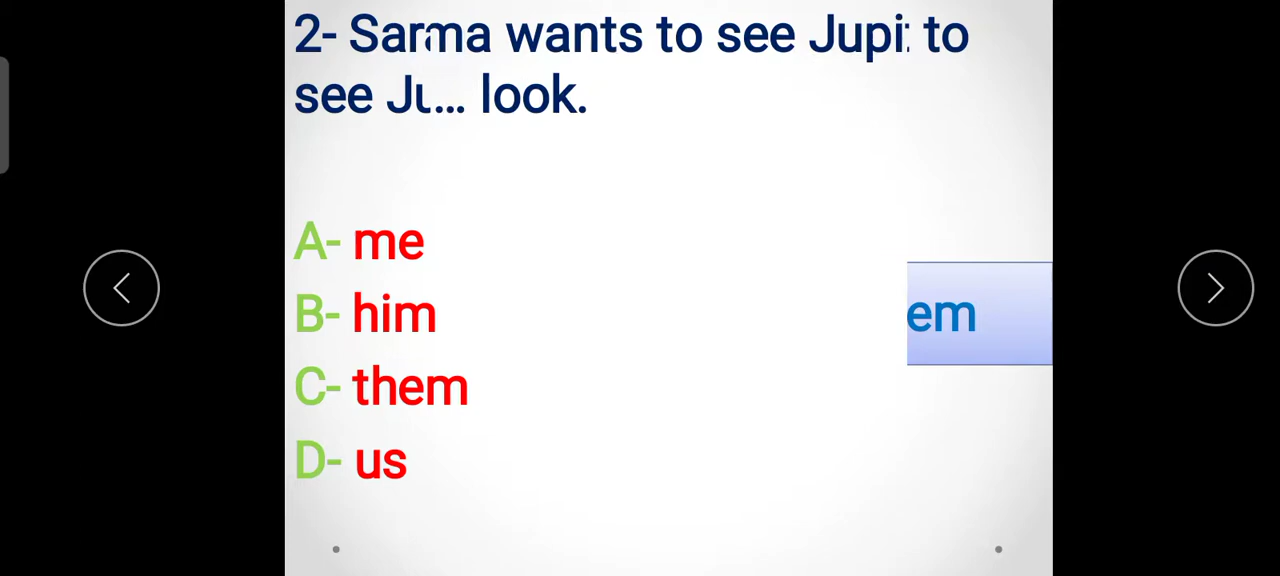 2- Sarma wants to see Jupi to
see Ju... look.
A- me
B- him
em
C- them
D- us